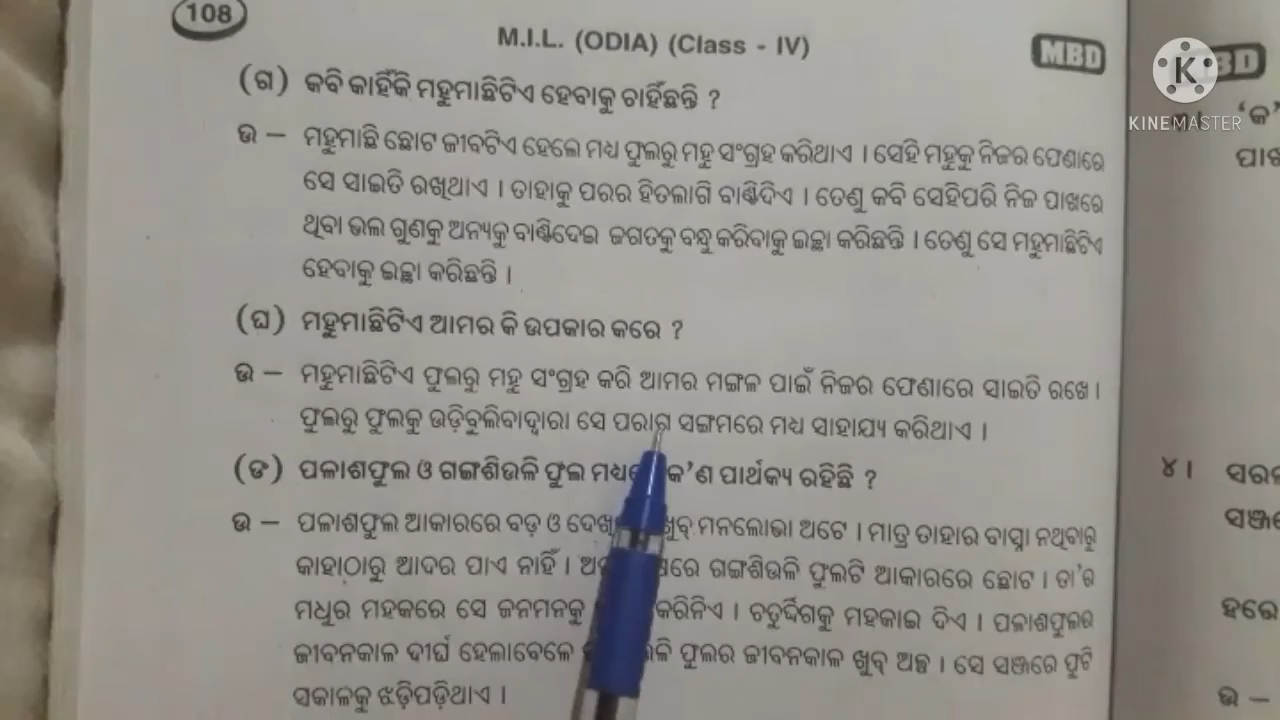 108
M.I.L. (ODIA) (Class - IV)
MBD
(ଗ) କବି କାହିଁକି ମହୁମାଛିଟିଏ ହେବାକୁ ଚାହିଁଛନ୍ତି ?
ଉ – ମହୁମାଛି ଛୋଟ ଜୀବଟିଏ ହେଲେ ମଧ୍ୟ ଫୁଲରୁ ମହୁ ସଂଗ୍ରହ କରିଥାଏ । ସେହି ମହୁକୁ ନିଜର ଫେଣାରେ
ସେ ସାଇତି ରଖିଥାଏ । ତାହାକୁ ପରର ହିତଲାଗି ବାଣ୍ଟିଦିଏ । ତେଣୁ କବି ସେହିପରି ନିଜ ପାଖରେ
ଥିବା ଭଲ ଗୁଣକୁ ଅନ୍ୟକୁ ବାଣ୍ଟିଦେଇ ଜଗତକୁ ବନ୍ଧୁ କରିବାକୁ ଇଚ୍ଛା କରିଛନ୍ତି । ତେଣୁ ସେ ମହୁମାଛିଟିଏ
ହେବାକୁ ଇଚ୍ଛା କରିଛନ୍ତି ।
(ଘ) ମହୁମାଛିଟିଏ ଆମର କି ଉପକାର କରେ ?
ଉ – ମହୁମାଛିଟିଏ ଫୁଲରୁ ମହୁ ସଂଗ୍ରହ କରି ଆମର ମଙ୍ଗଳ ପାଇଁ ନିଜର ଫେଣାରେ ସାଇତି ରଖେ ।
ଫୁଲରୁ ଫୁଲକୁ ଉଡ଼ିବୁଲିବାଦ୍ୱାରା ସେ ପରାଗ ସଙ୍ଗମରେ ମଧ୍ୟ ସାହାଯ୍ୟ କରିଥାଏ ।
(ଙ) ପଳାଶଫୁଲ ଓ ଗଙ୍ଗଶିଉଳି ଫୁଲ କ'ଣ ପାର୍ଥକ୍ୟ ରହିଛି ?
ଉ – ପଳାଶଫୁଲ ଆକାରରେ ବଡ଼ ଓ ଖୁବ୍ ମନଲୋଭା ଅଟେ । ମାତ୍ର ତାହାର ବାସ୍ନା ନଥିବାରୁ
କାହାଠାରୁ ଆଦର ପାଏ ନାହିଁ । ଗଙ୍ଗଶିଉଳି ଫୁଲଟି ଆକାରରେ ଛୋଟ । ତା'ର
ମଧୁର ମହକରେ ସେ ଜନମନକୁ କରିନିଏ । ଚତୁର୍ଦ୍ଦିଗକୁ ମହକାଇ ଦିଏ । ପଳାଶଫୁଲର
ଜୀବନକାଳ ଦୀର୍ଘ ହେଲାବେଳେ ଫୁଲର ଜୀବନକାଳ ଖୁବ୍ ଅଳ୍ପ । ସେ ସଞ୍ଜରେ ଫୁଟି
ସକାଳକୁ ଝଡ଼ିପଡ଼ିଥାଏ ।
K
KINEMASTER
'କ'
୪ ।
ହଲେ
ଉ –